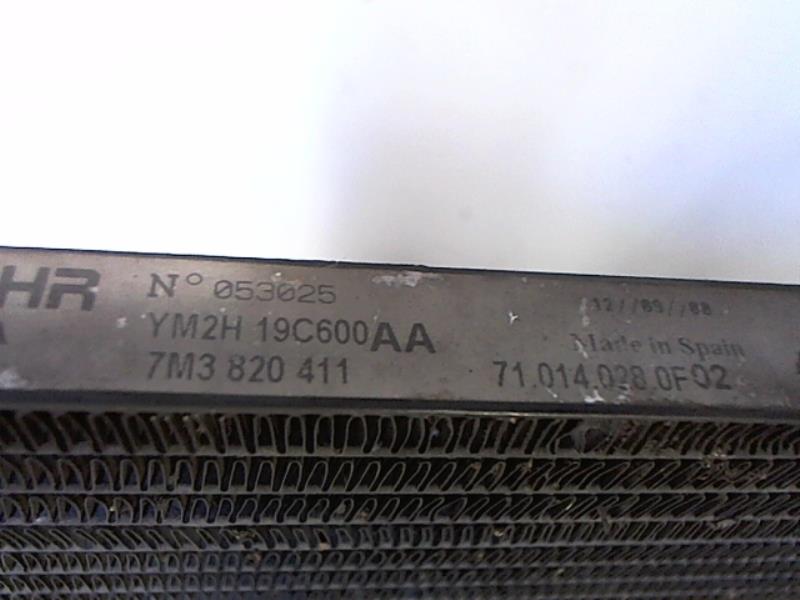 HR N° 053025
YM2H 19C600AA
7M3 820 411
Made in Spain
71.014.028.0F02